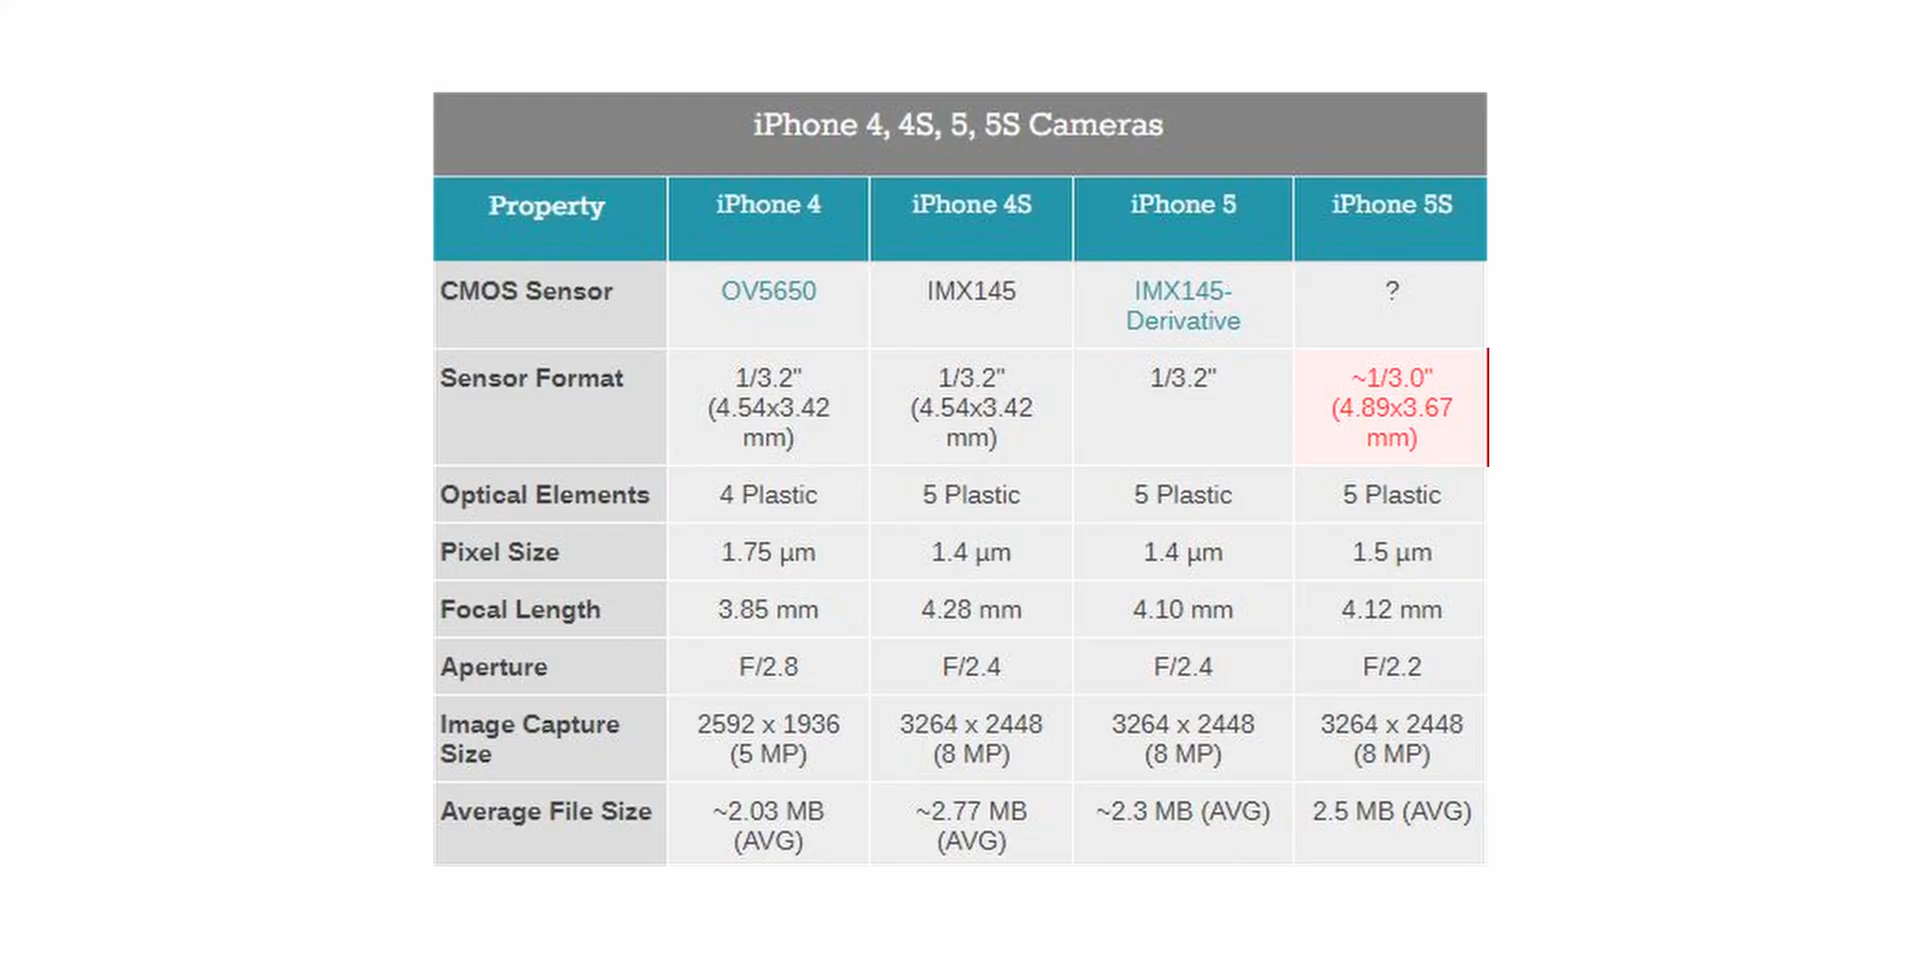 iPhone 4, 4S, 5, 5S Cameras
Property iPhone 4 iPhone 4S iPhone 5 iPhone 5S
CMOS Sensor OV5650 IMX145 IMX145- ?
Derivative
Sensor Format 1/3.2" 1/3.2" 1/3.2" ~1/3.0"
(4.54x3.42 (4.54x3.42 (4.89x3.67
mm) mm) mm)
Optical Elements 4 Plastic 5 Plastic 5 Plastic 5 Plastic
Pixel Size 1.75 µm 1.4 µm 1.4 µm 1.5 µm
Focal Length 3.85 mm 4.28 mm 4.10 mm 4.12 mm
Aperture F/2.8 F/2.4 F/2.4 F/2.2
Image Capture 2592 x 1936 3264 x 2448 3264 x 2448 3264 x 2448
Size (5 MP) (8 MP) (8 MP) (8 MP)
Average File Size ~2.03 MB ~2.77 MB ~2.3 MB (AVG) 2.5 MB (AVG)
(AVG) (AVG)